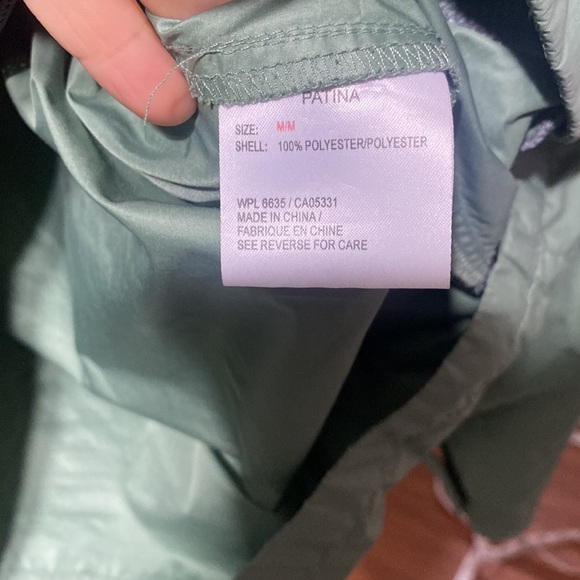 PATINA
SIZE: M/M
SHELL: 100% POLYESTER/POLYESTER
WPL 6635 / CA05331
MADE IN CHINA /
FABRIQUE EN CHINE
SEE REVERSE FOR CARE